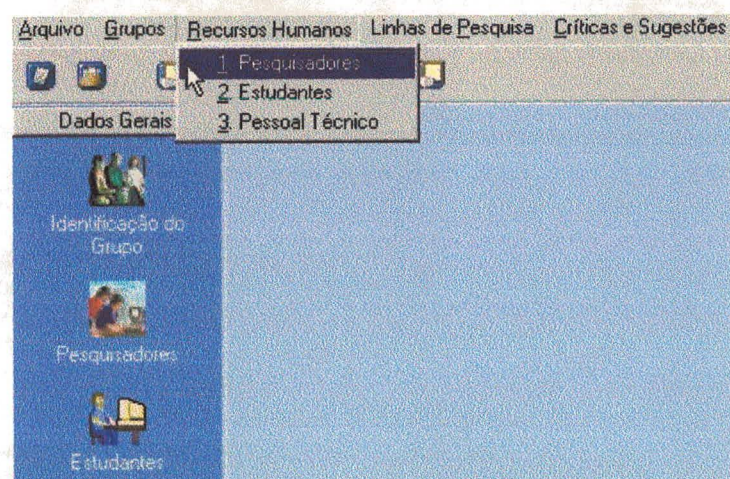 Arquivo Grupos Recursos Humanos Linhas de Pesquisa Críticas e Sugestões
1. Pesquisadores
2. Estudantes
3. Pessoal Técnico
Dados Gerais
Identificação do
Grupo
Pesquisadores
Estudantes